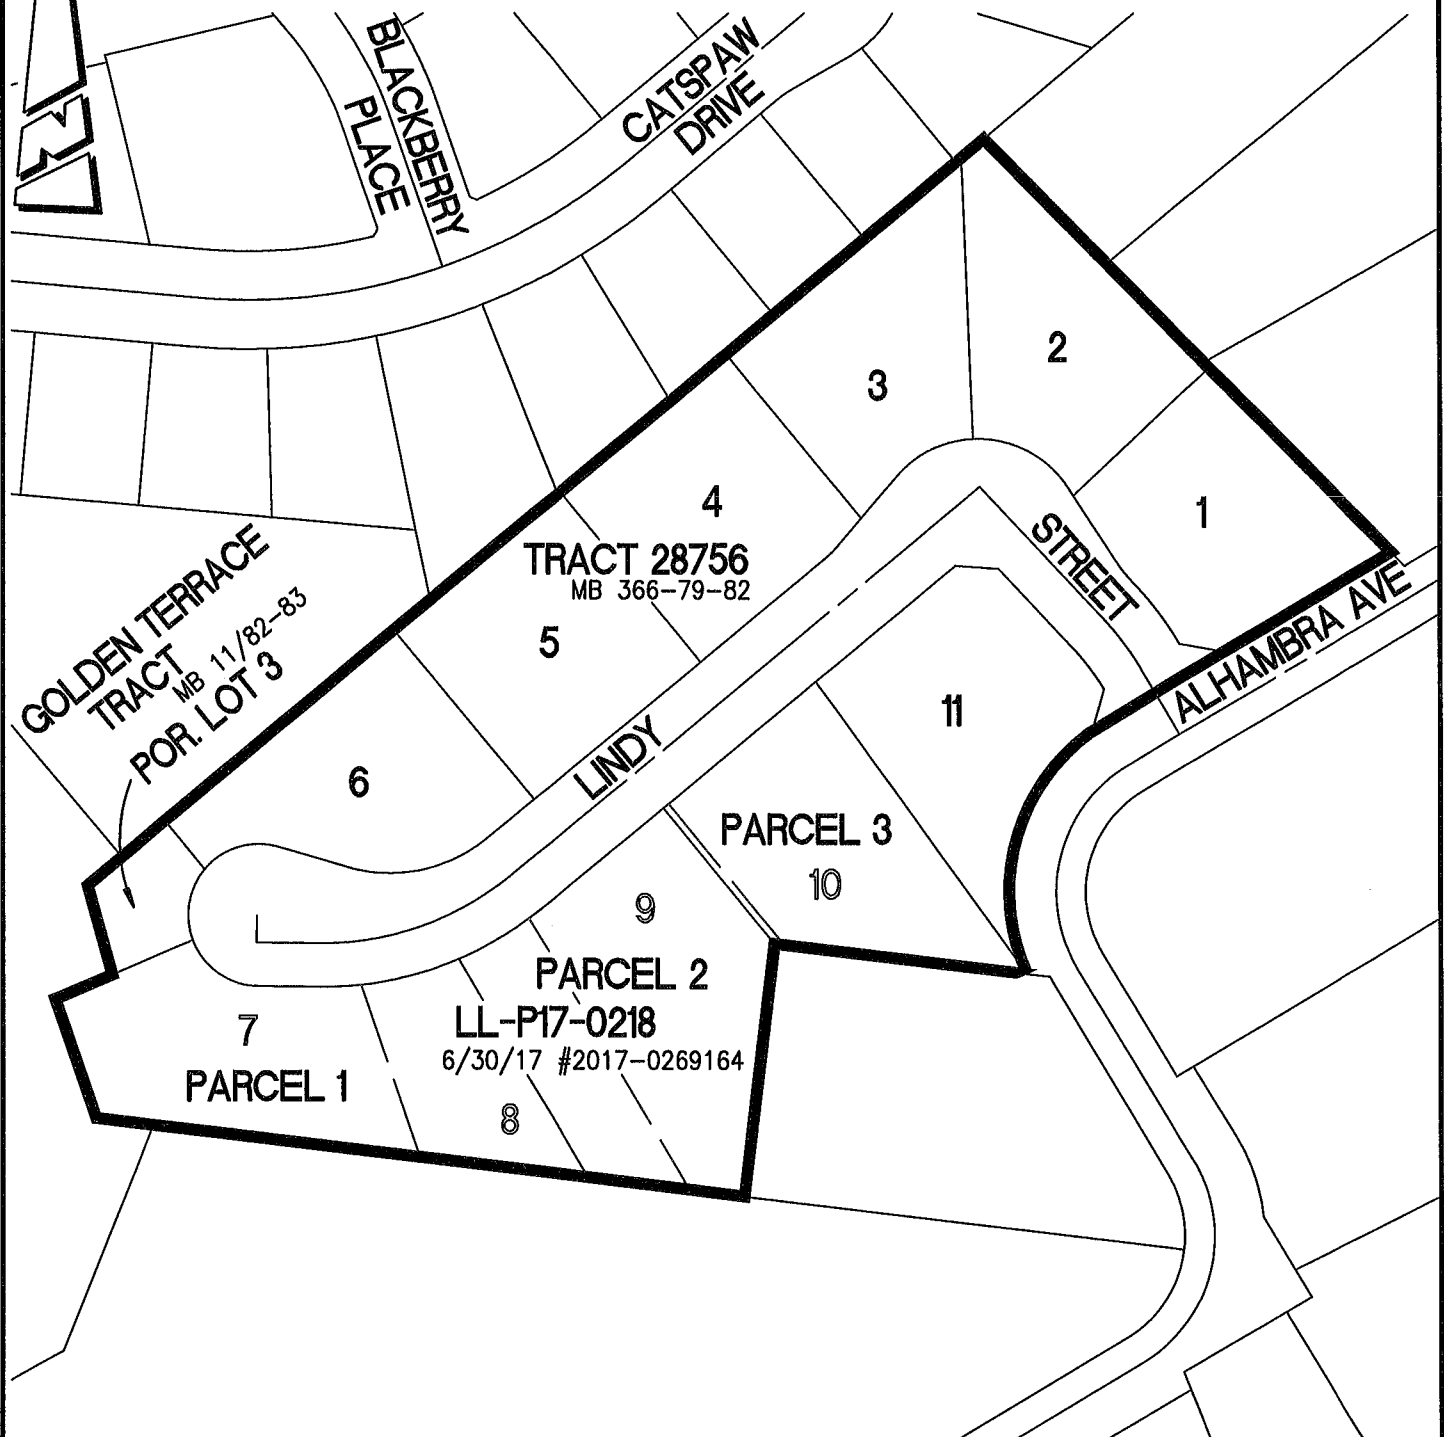 BLACKBERRY
PLACE
CATSPAW
DRIVE
2
3
1
4
STREET
TRACT 28756
MB 366-79-82
GOLDEN TERRACE
TRACT
MB 11/82-83
POR. LOT 3
5
ALHAMBRA AVE
11
LINDY
6
PARCEL 3
10
9
PARCEL 2
LL-P17-0218
6/30/17 #2017-0269164
7
PARCEL 1
8